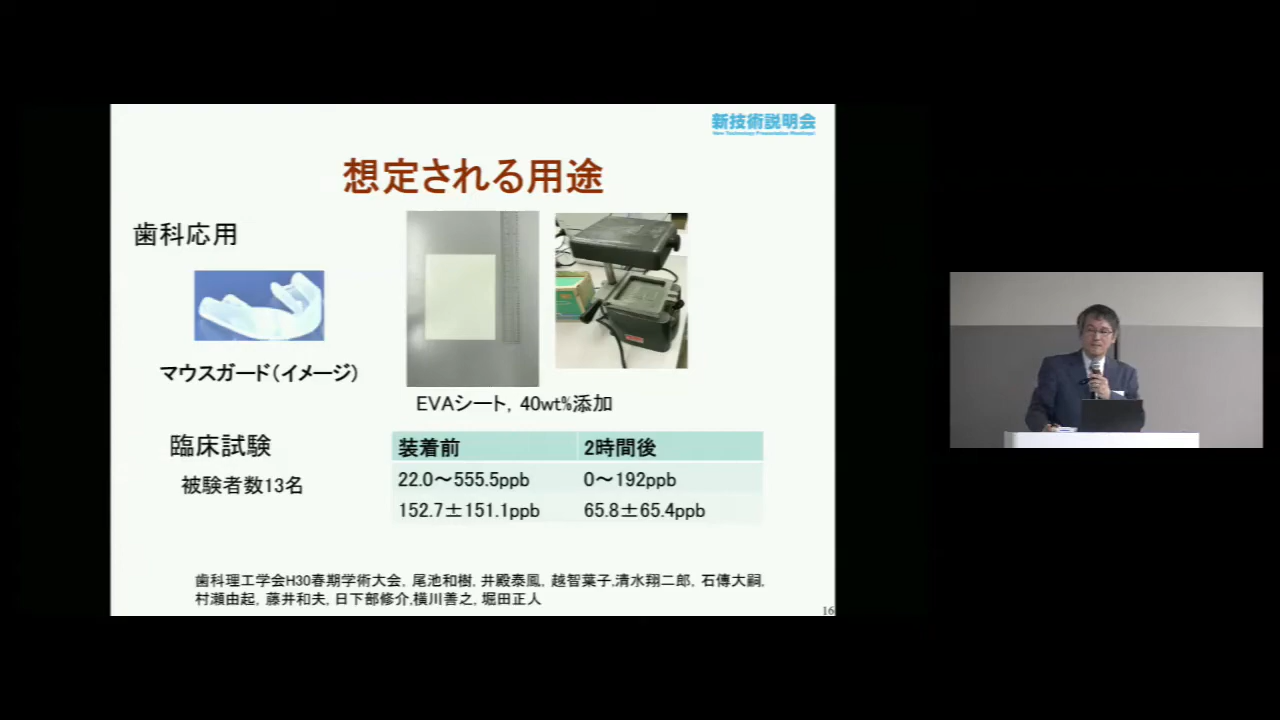 新技術説明会
New Technology Presentation Meetings!
想定される用途
歯科応用
マウスガード（イメージ）
EVAシート，40wt%添加
臨床試験
被験者数13名
装着前 2時間後
22.0～555.5ppb 0～192ppb
152.7±151.1ppb 65.8±65.4ppb
歯科理工学会H30春期学術大会，尾池和樹，井殿泰鳳，越智葉子，清水翔二郎，石傳大嗣，
村瀬由起，藤井和夫，日下部修介，横川善之，堀田正人
16